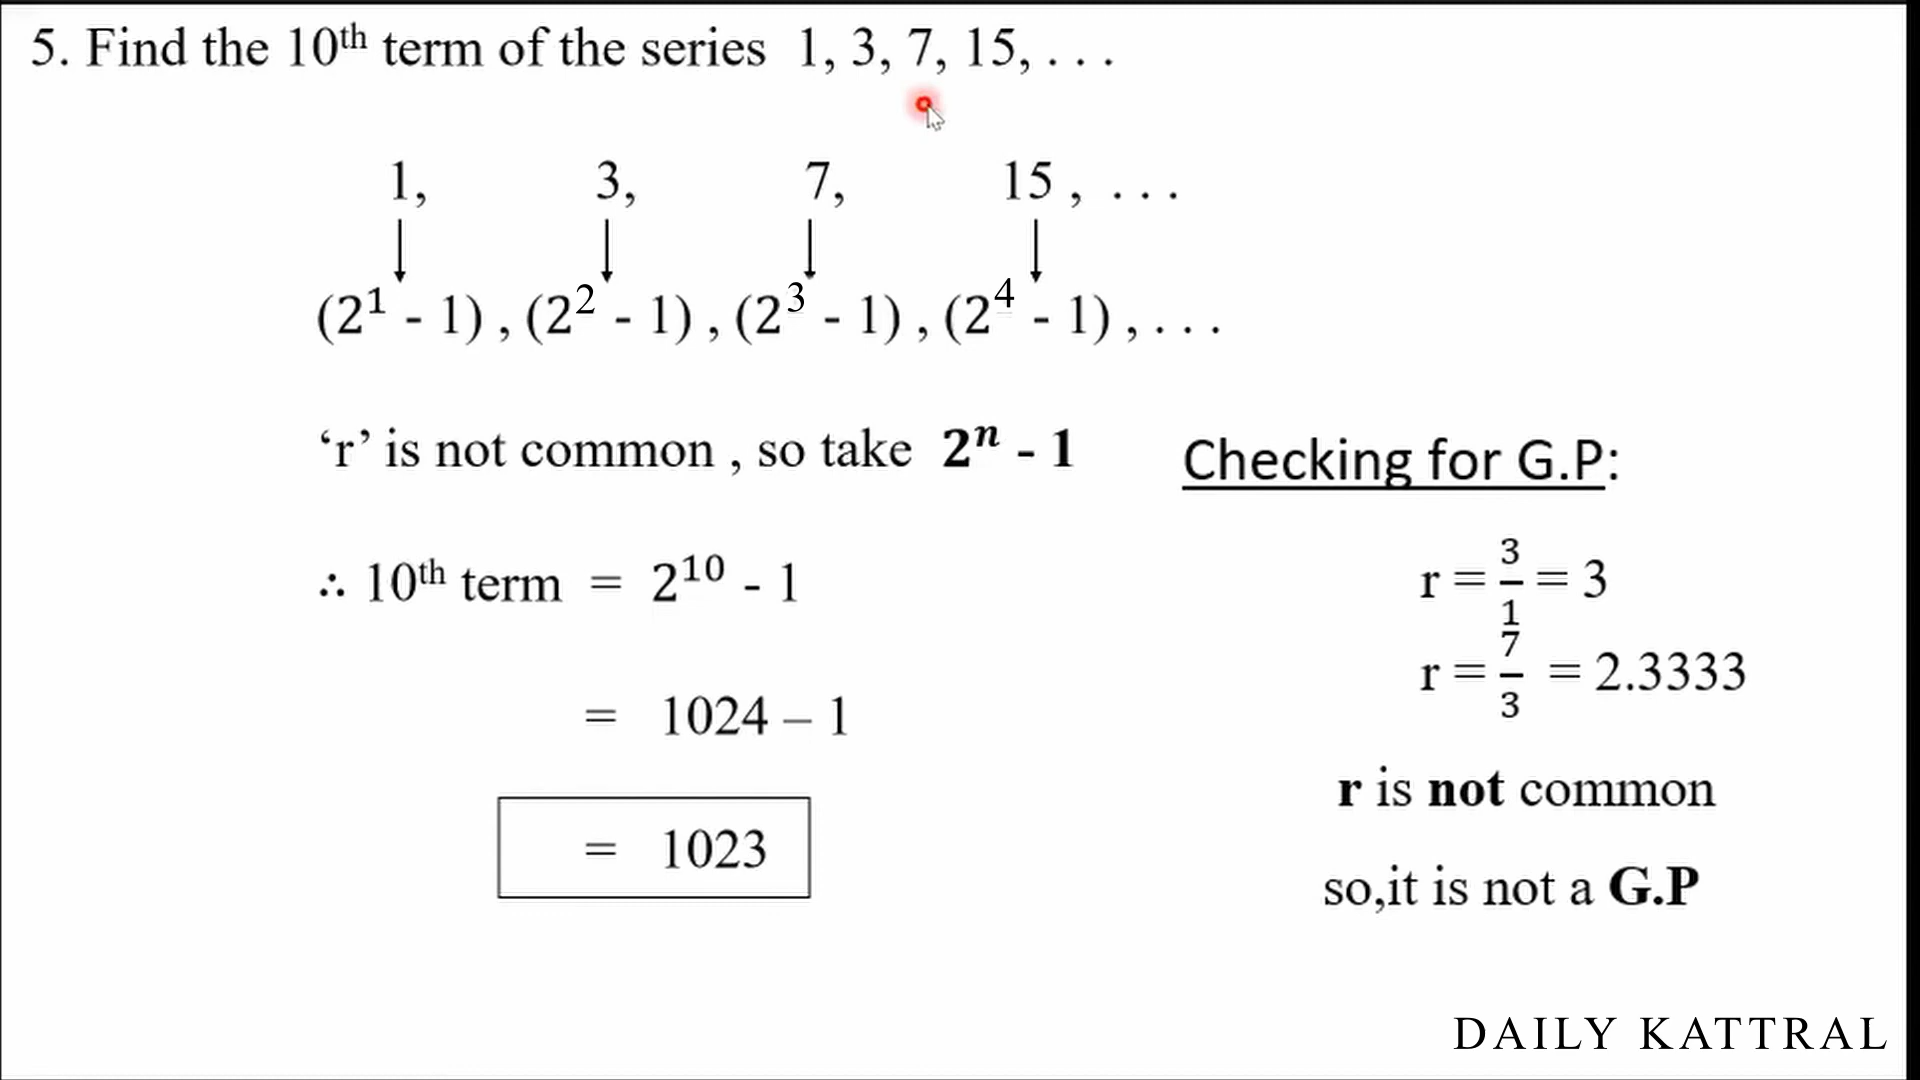 5. Find the 10th term of the series 1, 3, 7, 15, . . .
1, 3, 7, 15 , . . .
(2¹ - 1) , (2² - 1) , (2³ - 1) , (2⁴ - 1) , . . .
‘r’ is not common , so take 2ⁿ - 1
Checking for G.P:
∴ 10th term = 2¹⁰ - 1
r = 3/1 = 3
r = 7/3 = 2.3333
= 1024 – 1
r is not common
= 1023
so,it is not a G.P
DAILY KATTRAL